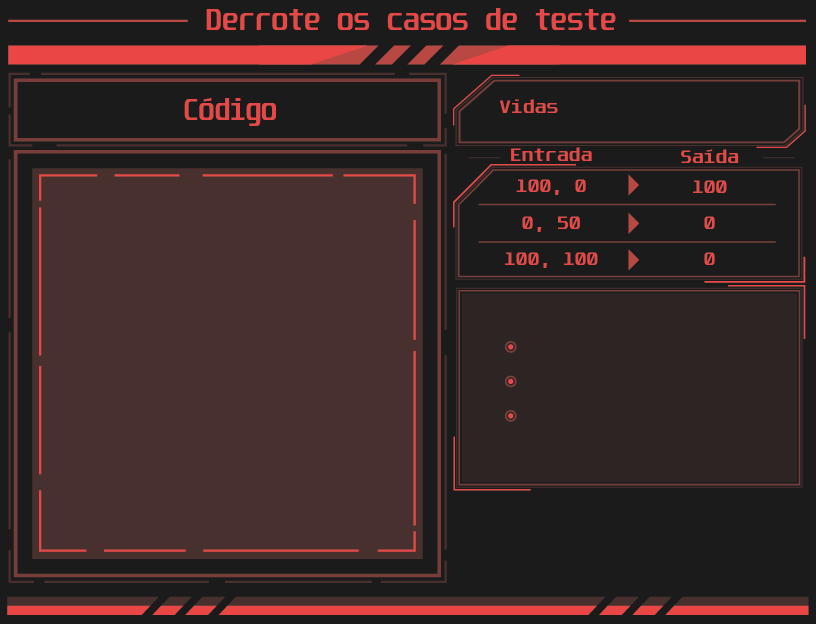 Derrote os casos de teste
Código
Vidas
Entrada Saída
100, 0 100
0, 50 0
100, 100 0